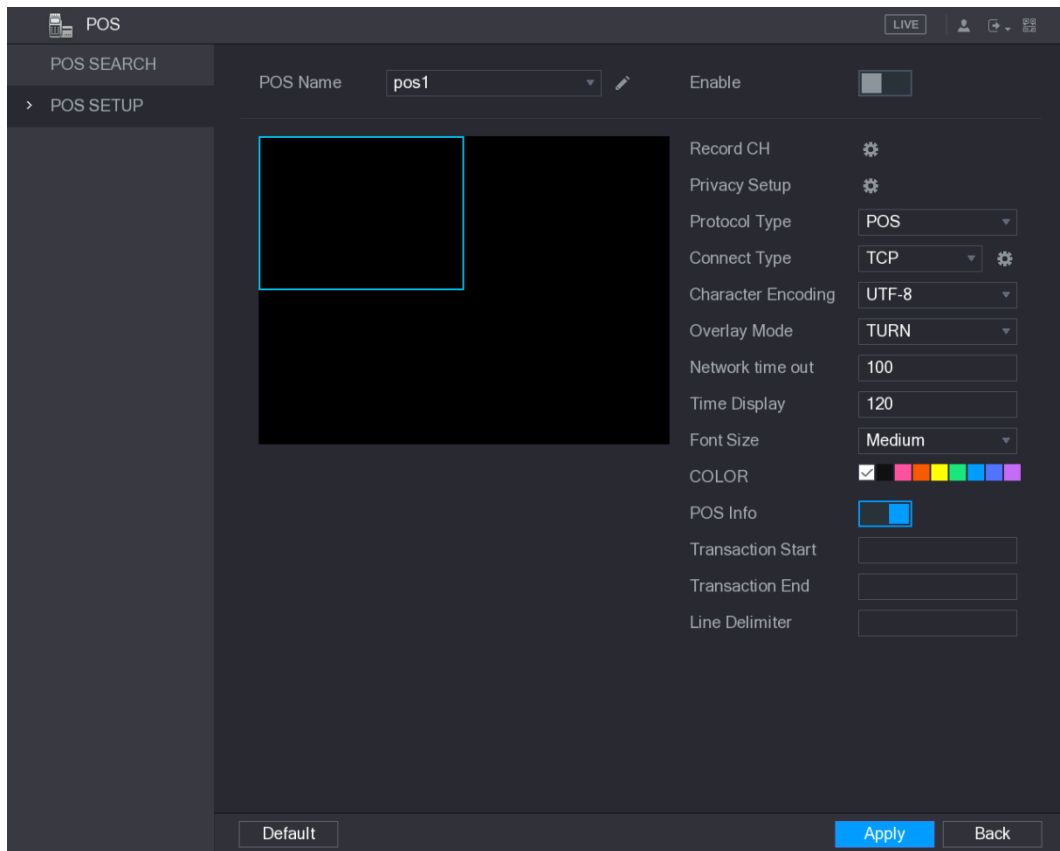 POS LIVE
POS SEARCH
POS SETUP
POS Name pos1 Enable
Record CH
Privacy Setup
Protocol Type POS
Connect Type TCP
Character Encoding UTF-8
Overlay Mode TURN
Network time out 100
Time Display 120
Font Size Medium
COLOR
POS Info
Transaction Start
Transaction End
Line Delimiter
Default Apply Back